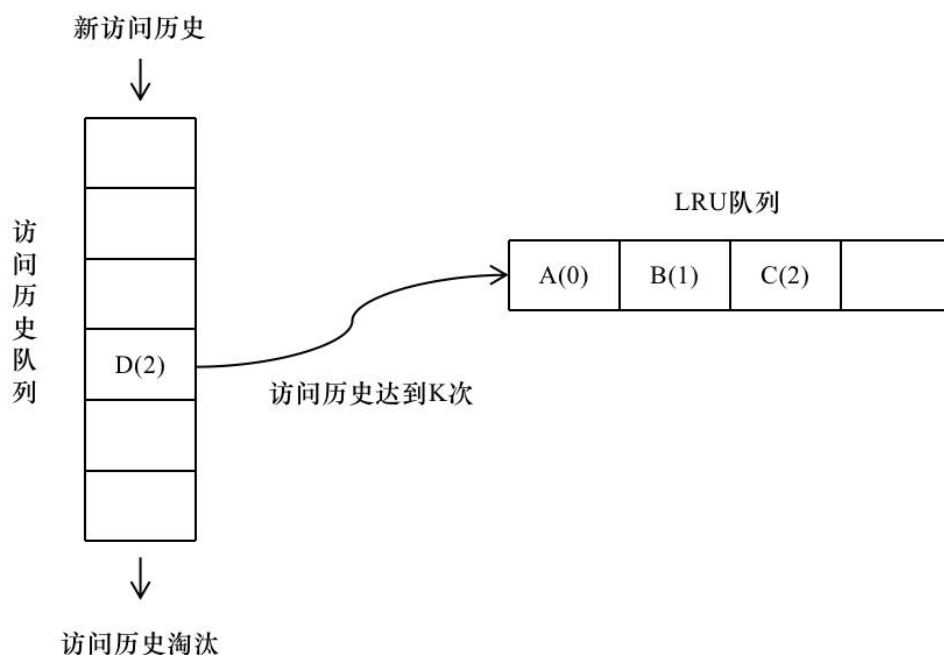 新访问历史
访问历史队列
D(2)
访问历史达到K次
LRU队列
A(0) B(1) C(2)
访问历史淘汰